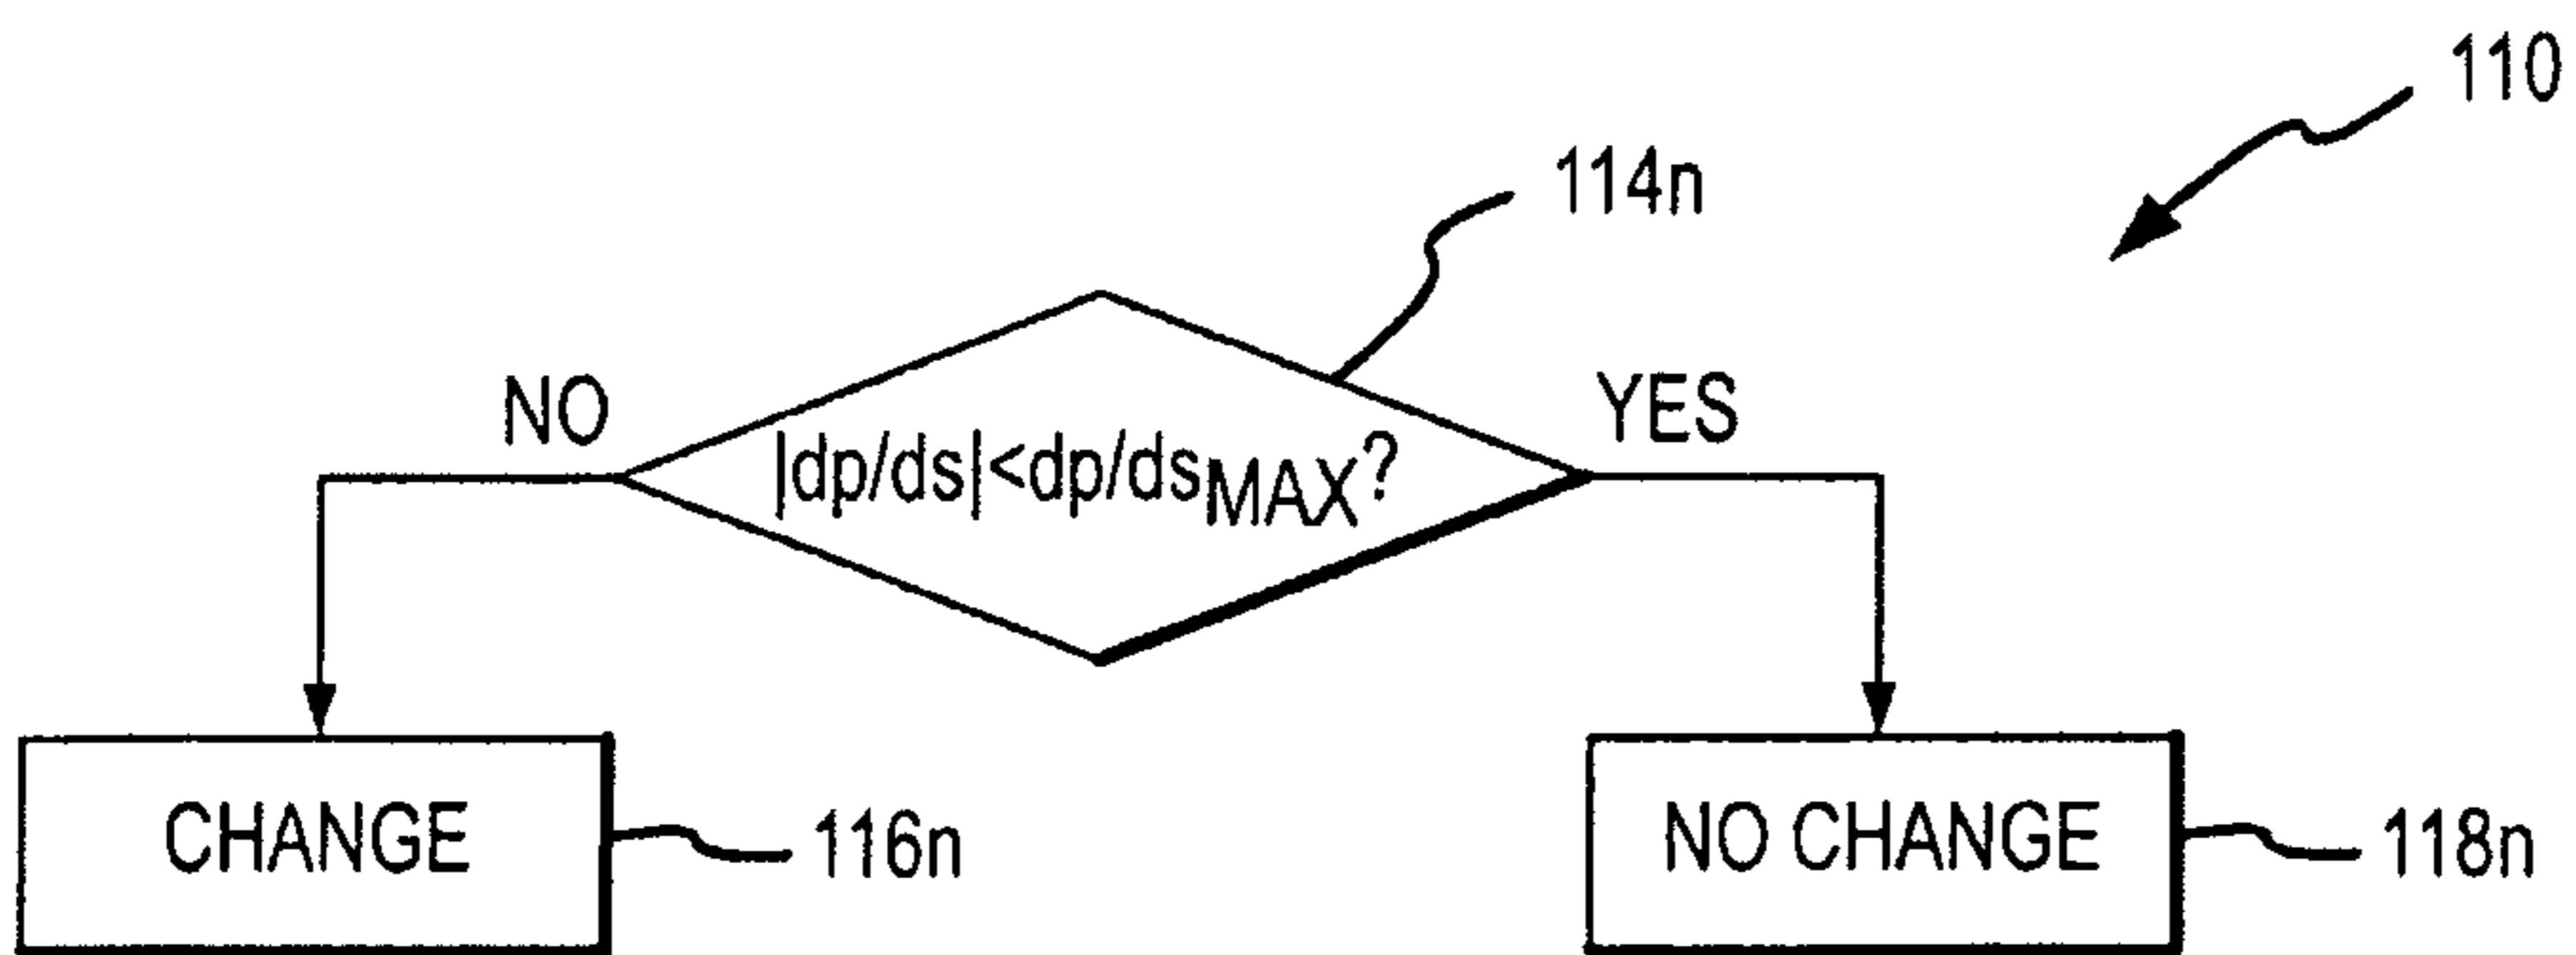 110
114n
NO
YES
|dp/ds|<dp/dsMAX?
CHANGE
116n
NO CHANGE
118n